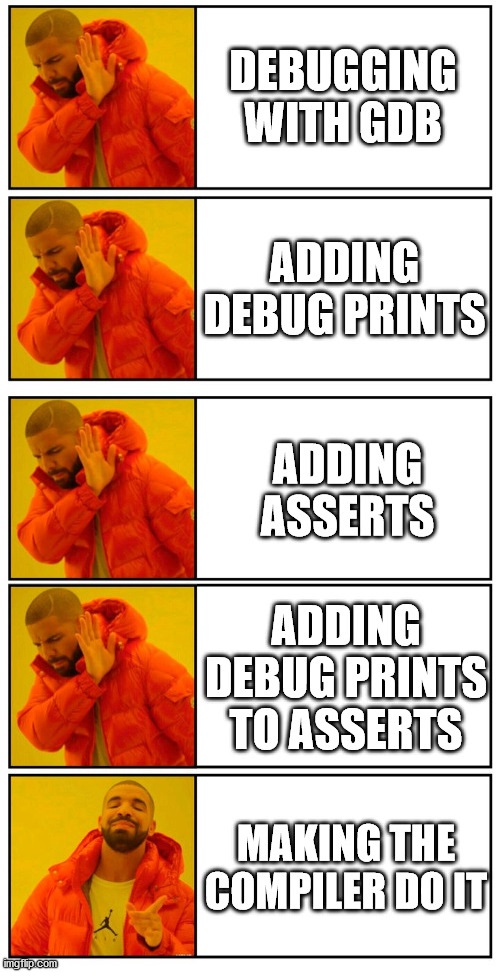 DEBUGGING
WITH GDB
ADDING
DEBUG PRINTS
ADDING
ASSERTS
ADDING
DEBUG PRINTS
TO ASSERTS
MAKING THE
COMPILER DO IT
imgflip.com